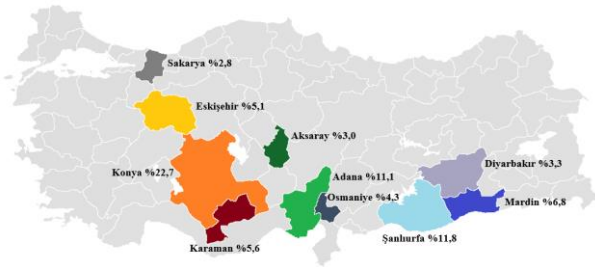 Sakarya %2,8
Eskişehir %5,1
Aksaray %3,0
Konya %22,7
Adana %11,1
Diyarbakır %3,3
Osmaniye %4,3
Mardin %6,8
Karaman %5,6
Şanlıurfa %11,8